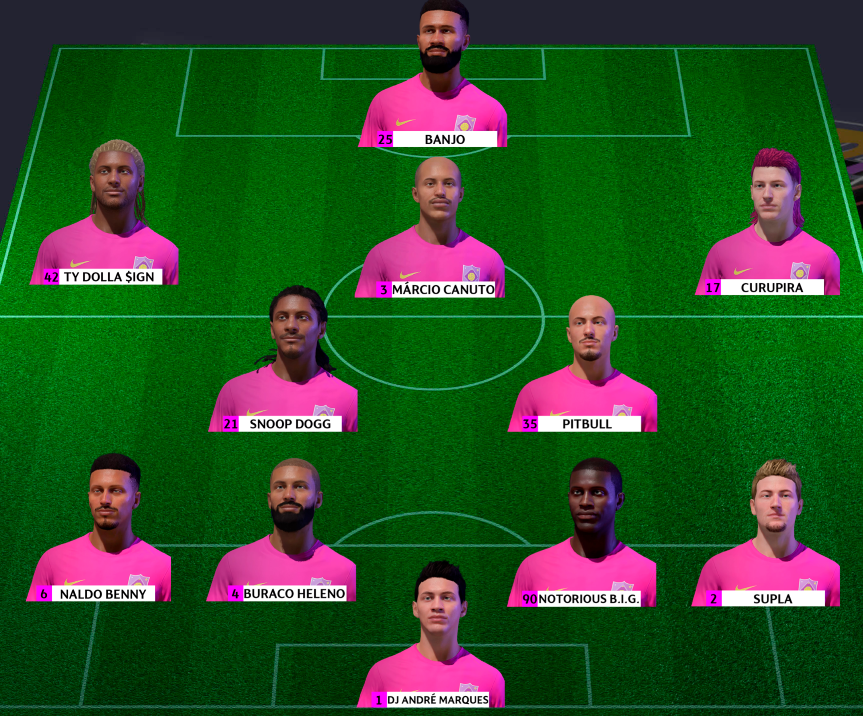 25 BANJO
42 TY DOLLA $IGN
3 MÁRCIO CANUTO
17 CURUPIRA
21 SNOOP DOGG
35 PITBULL
6 NALDO BENNY
4 BURACO HELENO
90 NOTORIOUS B.I.G.
2 SUPLA
1 DJ ANDRÉ MARQUES